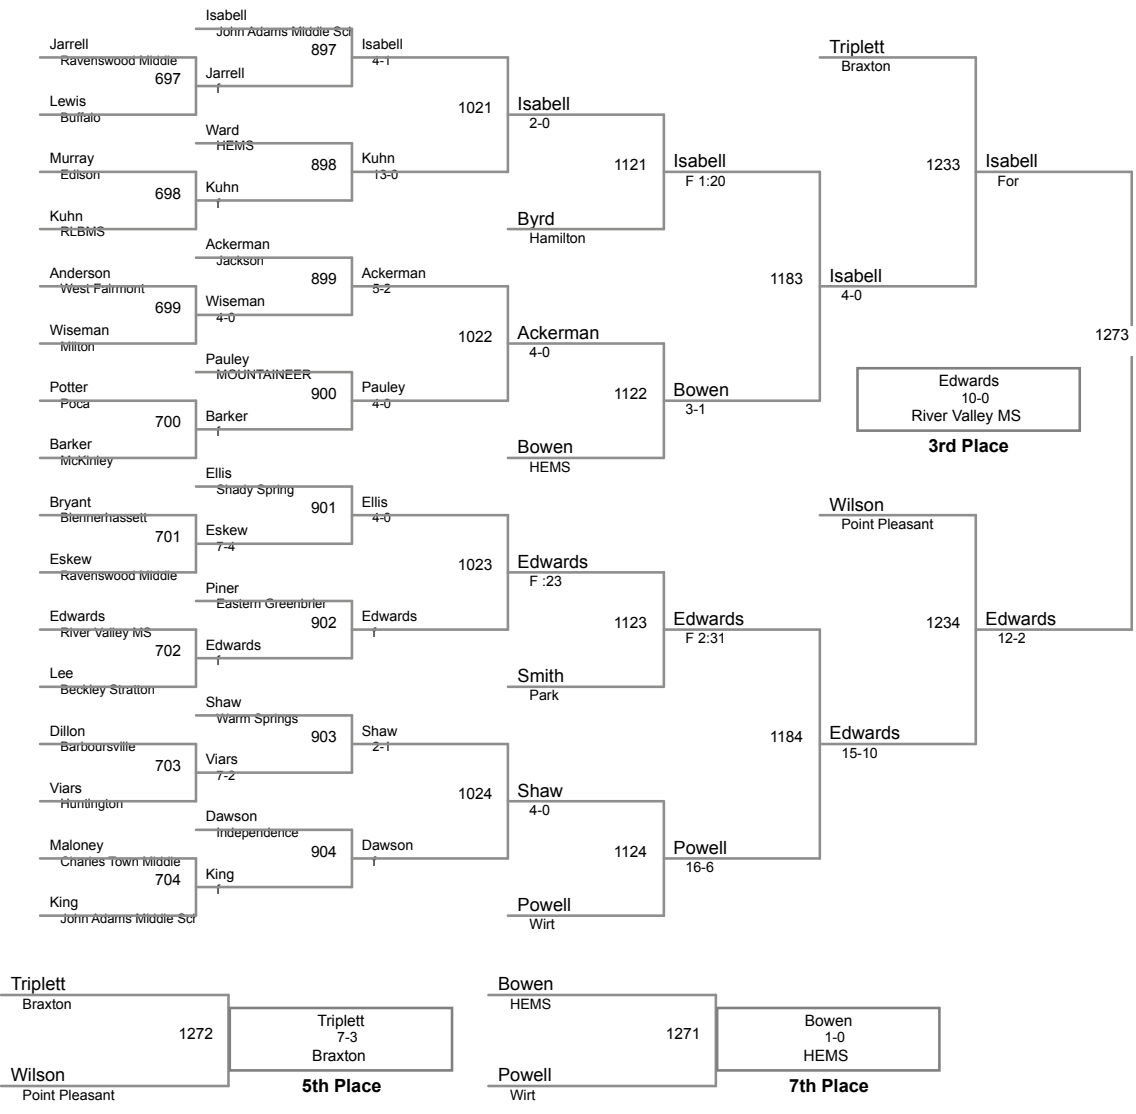 Isabell
John Adams Middle Scl
Jarrell
Ravenswood Middle
697
Lewis
Buffalo
897
Jarrell
f
Isabell
4-1
Ward
HEMS
Murray
Edison
698
Kuhn
RLBMS
898
Kuhn
f
Kuhn
13-0
1021
Isabell
2-0
Ackerman
Jackson
Anderson
West Fairmont
699
Wiseman
Milton
899
Wiseman
4-0
Ackerman
5-2
Pauley
MOUNTAINEER
Potter
Poca
700
Barker
McKinley
900
Barker
f
Pauley
4-0
1022
Ackerman
4-0
Ellis
Shady Spring
Bryant
Blennerhassett
701
Eskew
Ravenswood Middle
901
Eskew
7-4
Ellis
4-0
Piner
Eastern Greenbrier
Edwards
River Valley MS
702
Lee
Beckley Stratton
902
Edwards
f
Edwards
f
1023
Edwards
F :23
Shaw
Warm Springs
Dillon
Barboursville
703
Viars
Huntington
903
Viars
7-2
Shaw
2-1
Dawson
Independence
Maloney
Charles Town Middle
704
King
John Adams Middle Scl
904
King
f
Dawson
f
1024
Shaw
4-0
1121
Byrd
Hamilton
Isabell
F 1:20
1122
Bowen
HEMS
Bowen
3-1
1123
Smith
Park
Edwards
F 2:31
1124
Powell
Wirt
Powell
16-6
1183
Isabell
4-0
1184
Edwards
15-10
Triplett
Braxton
1233
Isabell
For
Wilson
Point Pleasant
1234
Edwards
12-2
1273
Edwards
10-0
River Valley MS
3rd Place
Triplett
Braxton
1272
Wilson
Point Pleasant
Triplett
7-3
Braxton
5th Place
Bowen
HEMS
1271
Powell
Wirt
Bowen
1-0
HEMS
7th Place